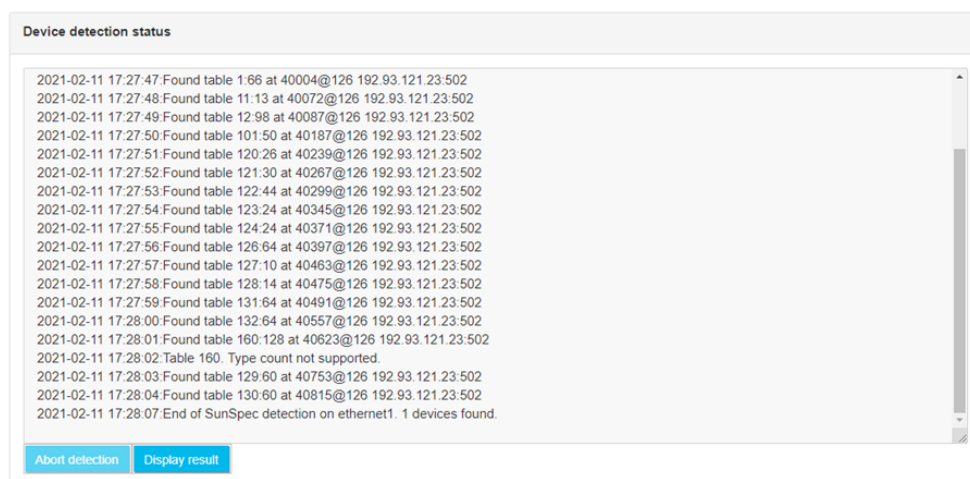 Device detection status
2021-02-11 17:27:47:Found table 1:66 at 40004@126 192.93.121.23:502
2021-02-11 17:27:48:Found table 11:13 at 40072@126 192.93.121.23:502
2021-02-11 17:27:49:Found table 12:98 at 40087@126 192.93.121.23:502
2021-02-11 17:27:50:Found table 101:50 at 40187@126 192.93.121.23:502
2021-02-11 17:27:51:Found table 120:26 at 40239@126 192.93.121.23:502
2021-02-11 17:27:52:Found table 121:30 at 40267@126 192.93.121.23:502
2021-02-11 17:27:53:Found table 122:44 at 40299@126 192.93.121.23:502
2021-02-11 17:27:54:Found table 123:24 at 40345@126 192.93.121.23:502
2021-02-11 17:27:55:Found table 124:24 at 40371@126 192.93.121.23:502
2021-02-11 17:27:56:Found table 126:64 at 40397@126 192.93.121.23:502
2021-02-11 17:27:57:Found table 127:10 at 40463@126 192.93.121.23:502
2021-02-11 17:27:58:Found table 128:14 at 40475@126 192.93.121.23:502
2021-02-11 17:27:59:Found table 131:64 at 40491@126 192.93.121.23:502
2021-02-11 17:28:00:Found table 132:64 at 40557@126 192.93.121.23:502
2021-02-11 17:28:01:Found table 160:128 at 40623@126 192.93.121.23:502
2021-02-11 17:28:02:Table 160. Type count not supported.
2021-02-11 17:28:03:Found table 129:60 at 40753@126 192.93.121.23:502
2021-02-11 17:28:04:Found table 130:60 at 40815@126 192.93.121.23:502
2021-02-11 17:28:07:End of SunSpec detection on ethernet1. 1 devices found.
Abort detection Display result